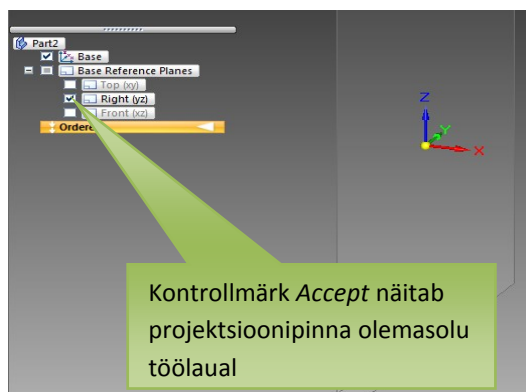 Part2
Base
Base Reference Planes
Top (xy)
Right (yz)
Front (xz)
Ordere
Z
Y
X
Kontrollmärk Accept näitab
projektsioonipinna olemasolu
töölaual